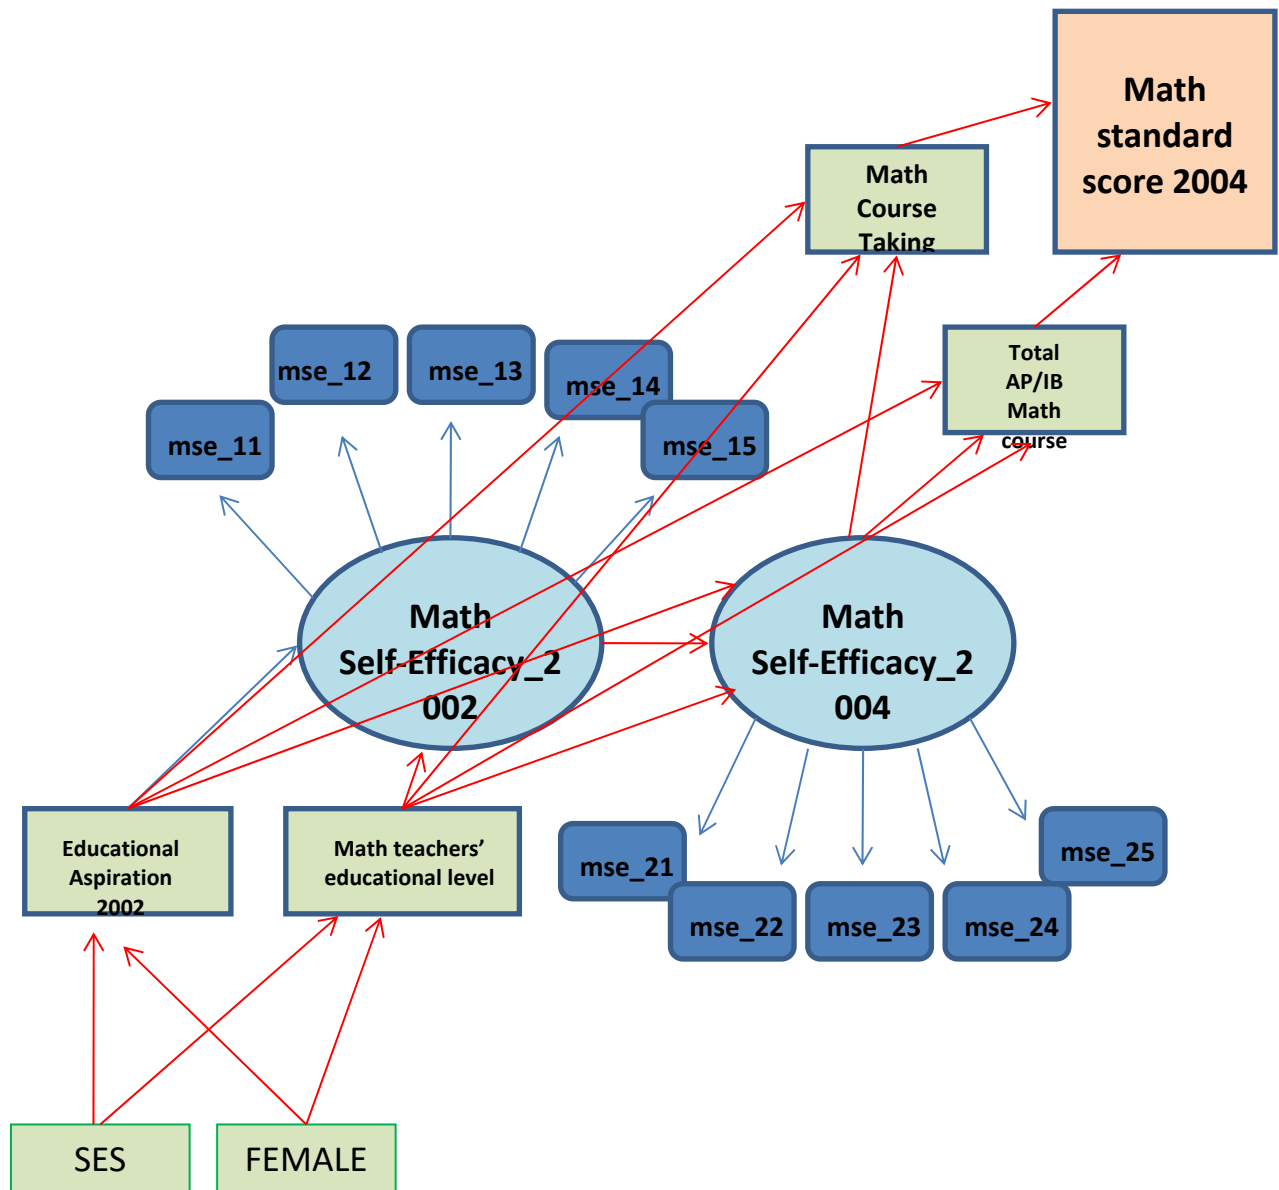 Math
standard
score 2004
Math
Course
Taking
Total
AP/IB
Math
course
mse_12
mse_13
mse_14
mse_11
mse_15
Math
Self-Efficacy_2
002
Math
Self-Efficacy_2
004
Educational
Aspiration
2002
Math teachers’
educational level
mse_21
mse_25
mse_22
mse_23
mse_24
SES
FEMALE